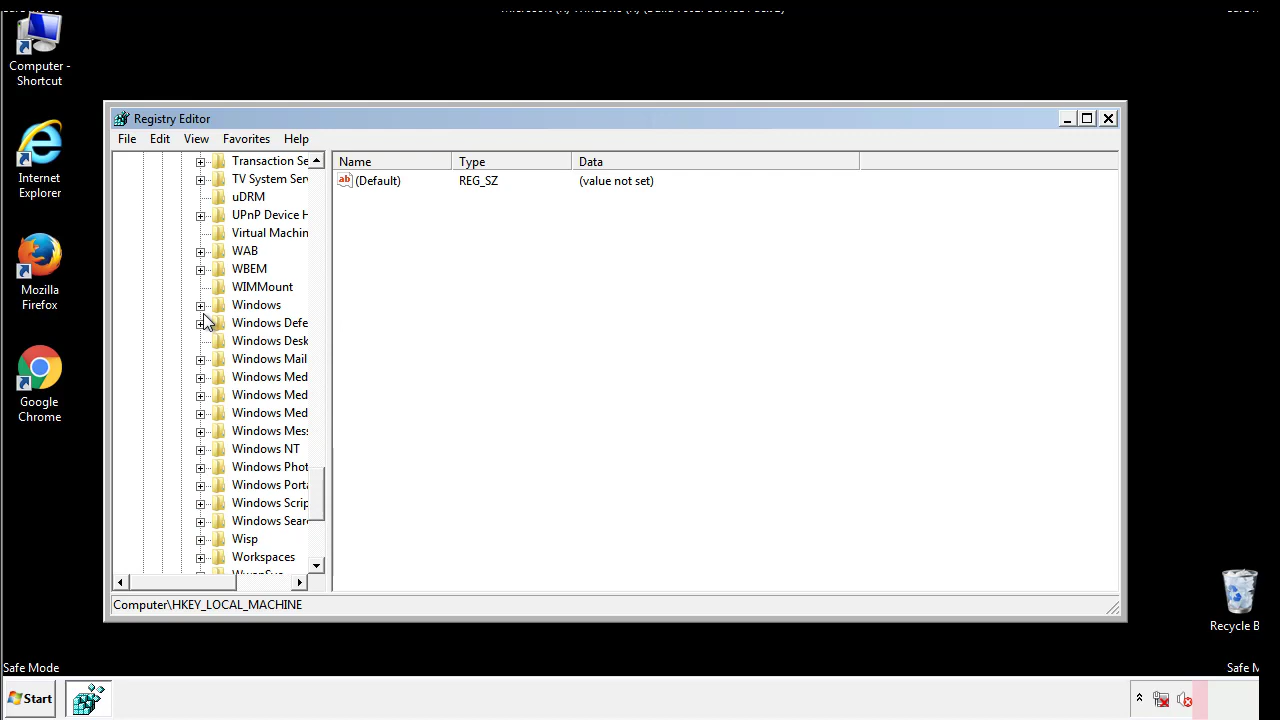 Computer -
Shortcut
Internet
Explorer
Mozilla
Firefox
Google
Chrome
Registry Editor
File Edit View Favorites Help
Transaction Se
TV System Serv
uDRM
UPnP Device H
Virtual Machin
WAB
WBEM
WIMMount
Windows
Windows Defe
Windows Desk
Windows Mail
Windows Med
Windows Med
Windows Med
Windows Mess
Windows NT
Windows Phot
Windows Porta
Windows Scrip
Windows Sear
Wisp
Workspaces
Name Type Data
(Default) REG_SZ (value not set)
Computer\HKEY_LOCAL_MACHINE
Recycle B
Safe Mode
Safe M
Start